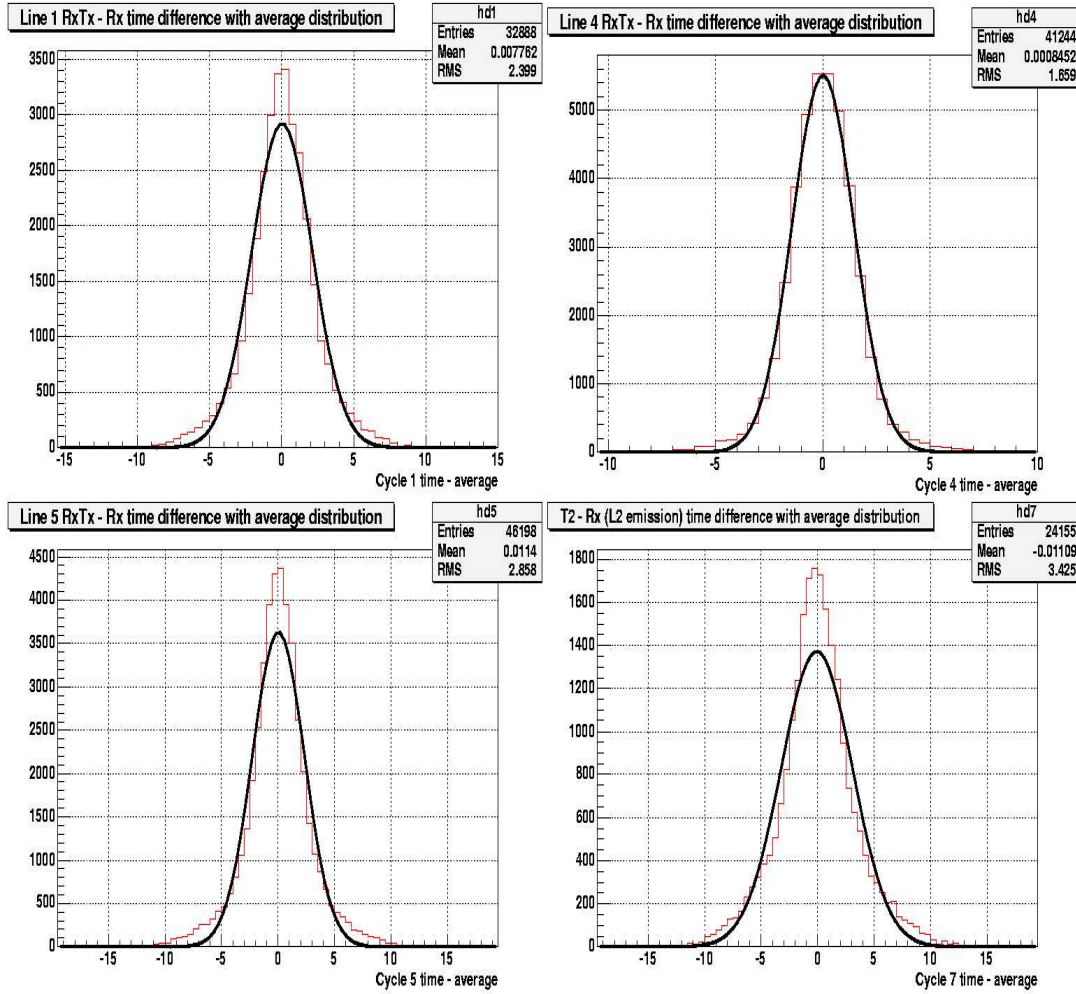 Line 1 RxTx - Rx time difference with average distribution
hd1
Entries 32888
Mean 0.007762
RMS 2.399
3500
3000
2500
2000
1500
1000
500
0
-15 -10 -5 0 5 10 15
Cycle 1 time - average
Line 4 RxTx - Rx time difference with average distribution
hd4
Entries 41244
Mean 0.0008452
RMS 1.659
5000
4000
3000
2000
1000
0
-10 -5 0 5 10
Cycle 4 time - average
Line 5 RxTx - Rx time difference with average distribution
hd5
Entries 46198
Mean 0.0114
RMS 2.858
4500
4000
3500
3000
2500
2000
1500
1000
500
0
-15 -10 -5 0 5 10 15
Cycle 5 time - average
T2 - Rx (L2 emission) time difference with average distribution
hd7
Entries 24155
Mean -0.01109
RMS 3.425
1800
1600
1400
1200
1000
800
600
400
200
0
-15 -10 -5 0 5 10 15
Cycle 7 time - average